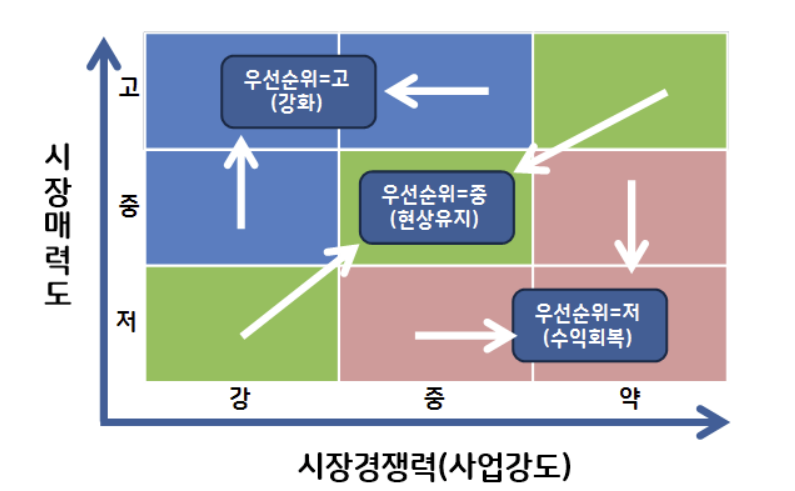 시장매력도
고
우선순위=고
(강화)
중
우선순위=중
(현상유지)
저
우선순위=저
(수익회복)
강
중
약
시장경쟁력(사업강도)